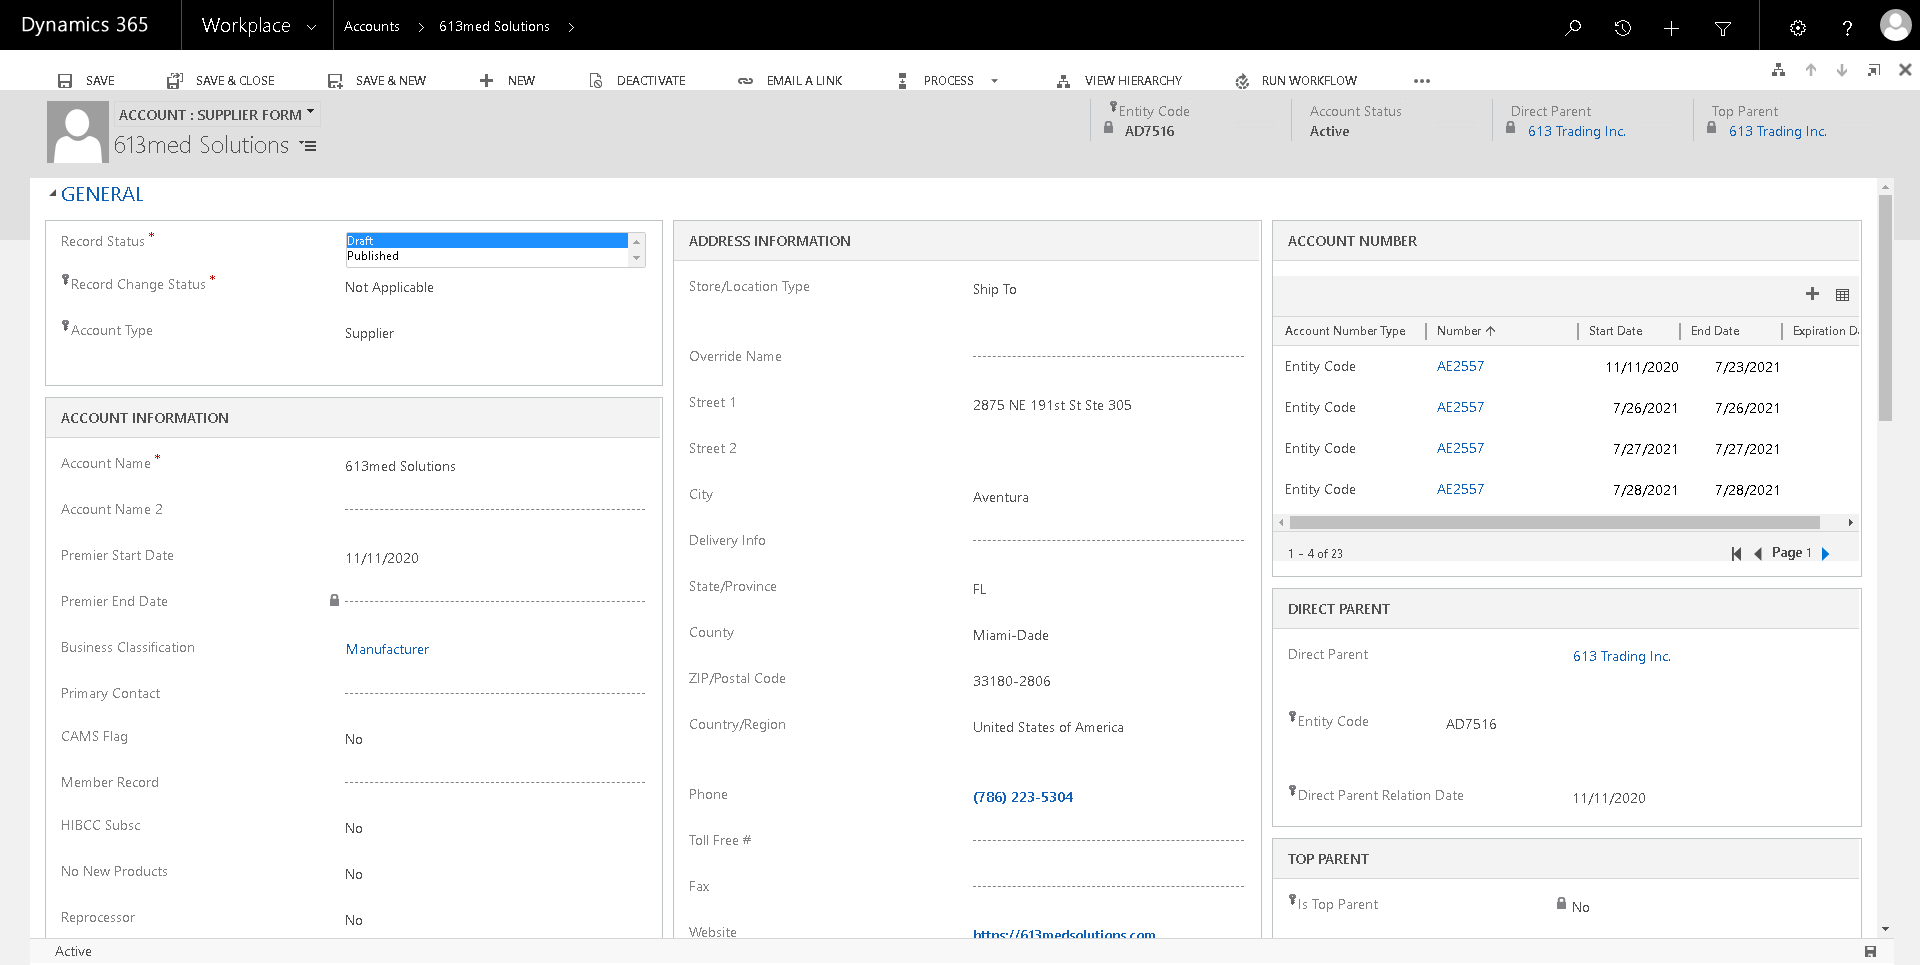 Dynamics 365
Workplace
Accounts > 613med Solutions >
SAVE
SAVE & CLOSE
SAVE & NEW
NEW
DEACTIVATE
EMAIL A LINK
PROCESS
VIEW HIERARCHY
RUN WORKFLOW
...
ACCOUNT : SUPPLIER FORM
613med Solutions
Entity Code
AD7516
Account Status
Active
Direct Parent
613 Trading Inc.
Top Parent
613 Trading Inc.
GENERAL
Record Status *
Draft
Published
Record Change Status *
Not Applicable
Account Type
Supplier
ACCOUNT INFORMATION
Account Name *
613med Solutions
Account Name 2
Premier Start Date
11/11/2020
Premier End Date
Business Classification
Manufacturer
Primary Contact
CAMS Flag
No
Member Record
HIBCC Subsc
No
No New Products
No
Reprocessor
No
ADDRESS INFORMATION
Store/Location Type
Ship To
Override Name
Street 1
2875 NE 191st St Ste 305
Street 2
City
Aventura
Delivery Info
State/Province
FL
County
Miami-Dade
ZIP/Postal Code
33180-2806
Country/Region
United States of America
Phone
(786) 223-5304
Toll Free #
Fax
Website
https://613medsolutions.com
ACCOUNT NUMBER
Account Number Type | Number ↑ | Start Date | End Date | Expiration D
Entity Code AE2557 11/11/2020 7/23/2021
Entity Code AE2557 7/26/2021 7/26/2021
Entity Code AE2557 7/27/2021 7/27/2021
Entity Code AE2557 7/28/2021 7/28/2021
1 - 4 of 23
Page 1
DIRECT PARENT
Direct Parent
613 Trading Inc.
Entity Code
AD7516
Direct Parent Relation Date
11/11/2020
TOP PARENT
Is Top Parent
No
Active